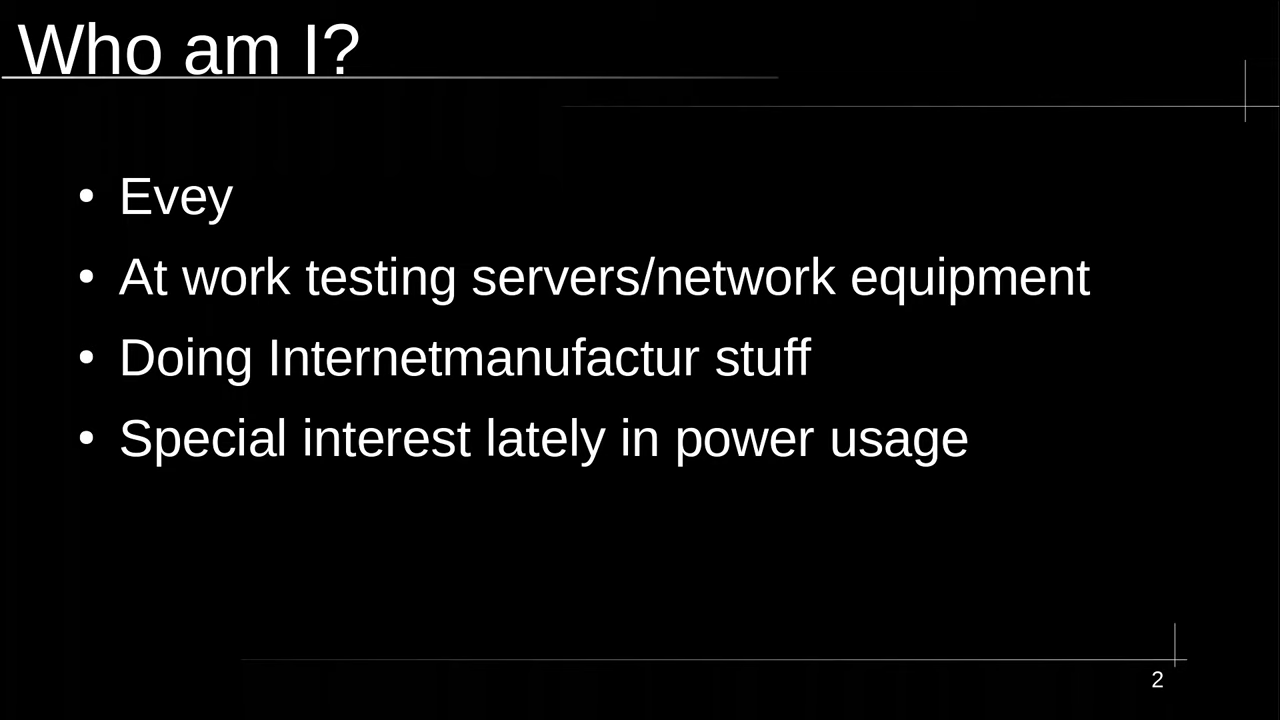 Who am I?
• Evey
• At work testing servers/network equipment
• Doing Internetmanufactur stuff
• Special interest lately in power usage
2